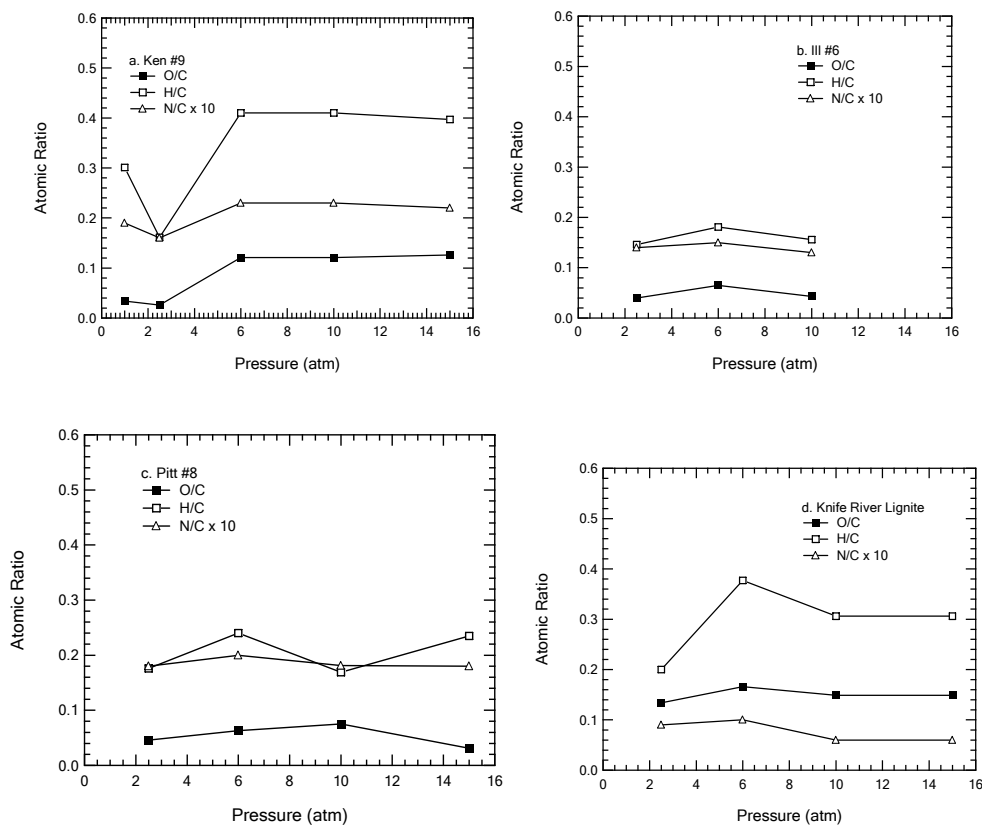 0.6
0.5
0.4
0.3
0.2
0.1
0.0
Atomic Ratio
a. Ken #9
O/C
H/C
N/C x 10
0 2 4 6 8 10 12 14 16
Pressure (atm)
0.6
0.5
0.4
0.3
0.2
0.1
0.0
Atomic Ratio
b. Ill #6
O/C
H/C
N/C x 10
0 2 4 6 8 10 12 14 16
Pressure (atm)
0.6
0.5
0.4
0.3
0.2
0.1
0.0
Atomic Ratio
c. Pitt #8
O/C
H/C
N/C x 10
0 2 4 6 8 10 12 14 16
Pressure (atm)
0.6
0.5
0.4
0.3
0.2
0.1
0.0
Atomic Ratio
d. Knife River Lignite
O/C
H/C
N/C x 10
0 2 4 6 8 10 12 14 16
Pressure (atm)